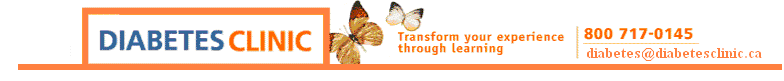 DIABETES CLINIC
Transform your experience
through learning
800 717-0145
diabetes@diabetesclinic.ca